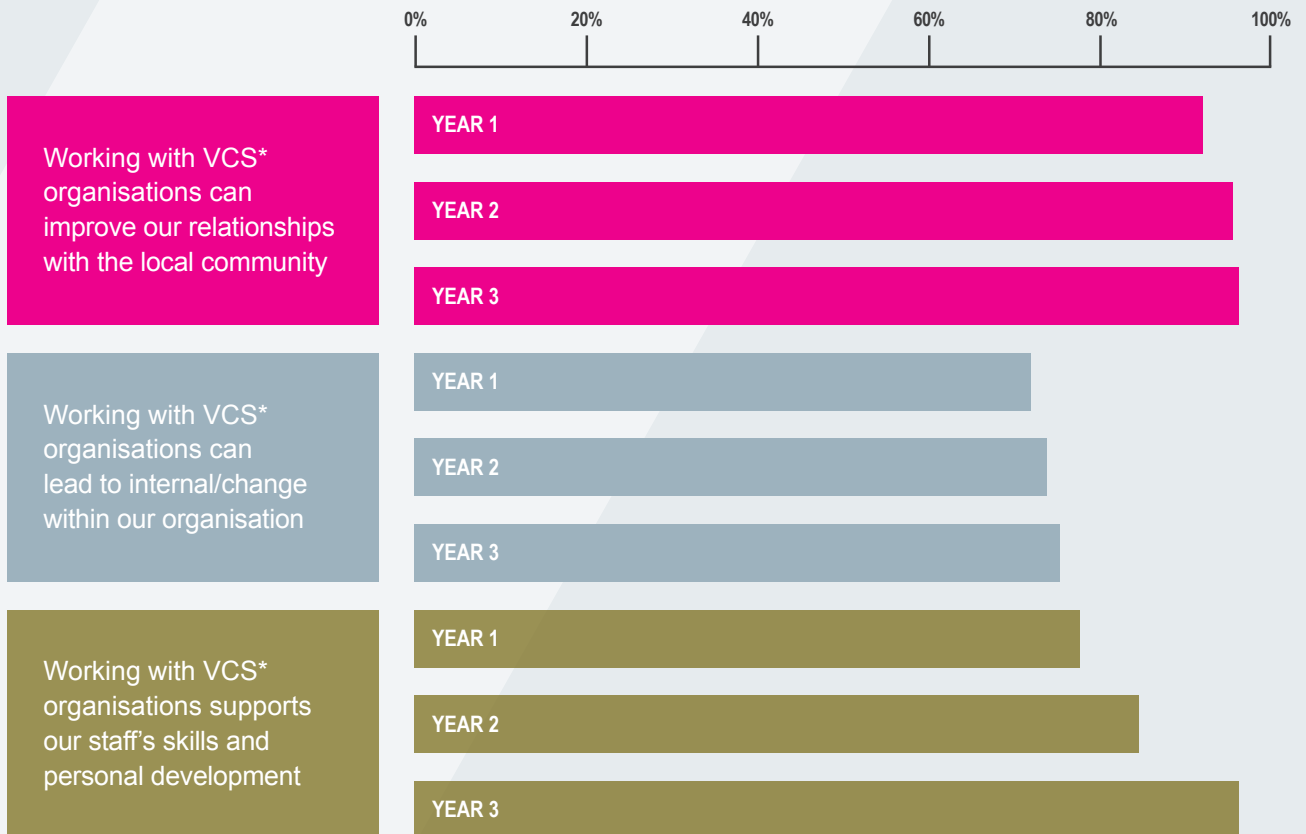 0% 20% 40% 60% 80% 100%
Working with VCS*
organisations can
improve our relationships
with the local community
YEAR 1
YEAR 2
YEAR 3
Working with VCS*
organisations can
lead to internal/change
within our organisation
YEAR 1
YEAR 2
YEAR 3
Working with VCS*
organisations supports
our staff’s skills and
personal development
YEAR 1
YEAR 2
YEAR 3